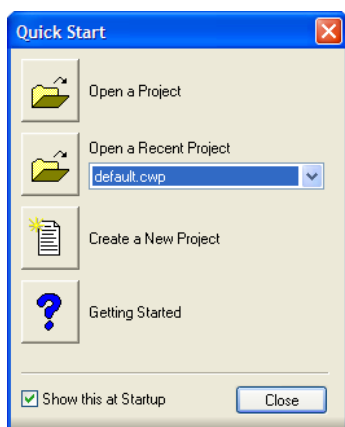 Quick Start
Open a Project
Open a Recent Project
default.cwp
Create a New Project
Getting Started
Show this at Startup
Close